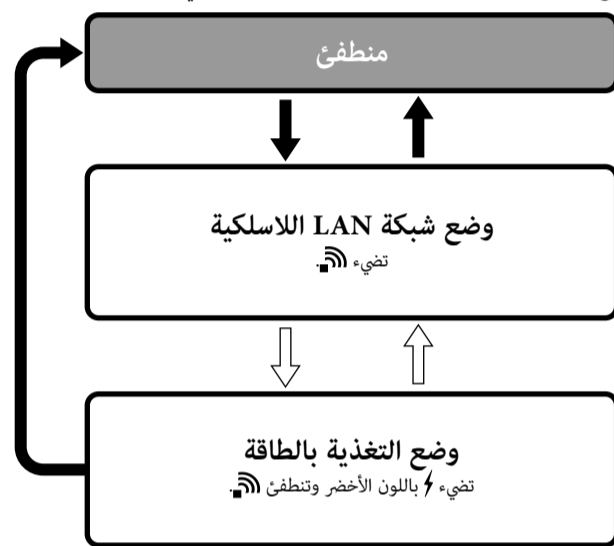 منطفئ
وضع شبكة LAN اللاسلكية
تضيء .
وضع التغذية بالطاقة
تضيء باللون الأخضر وتنطفئ .